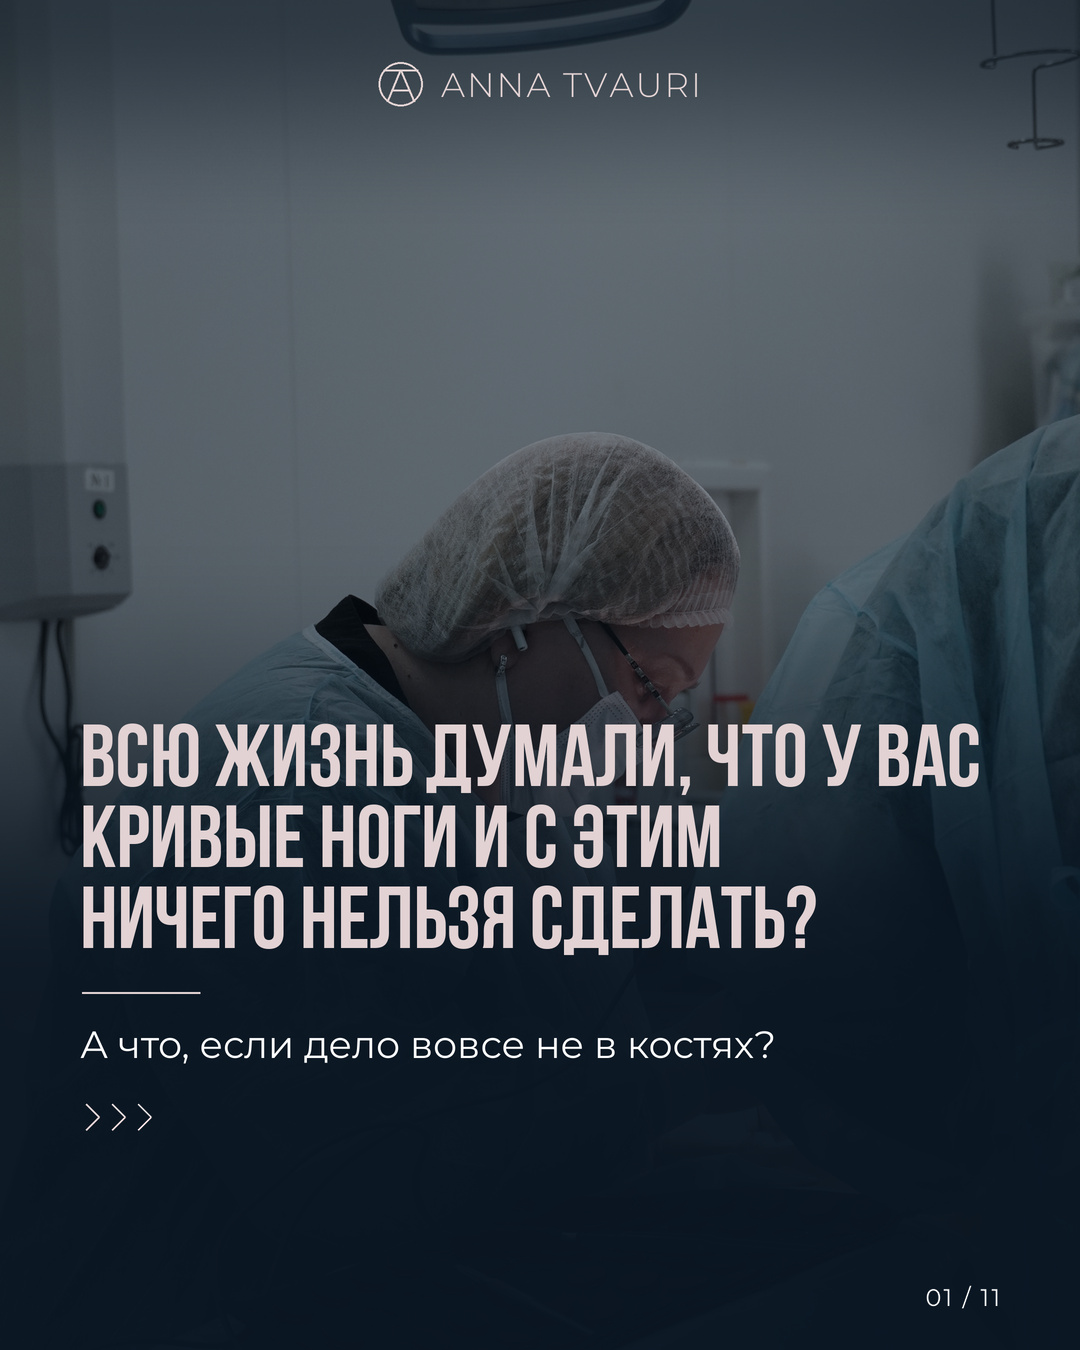 ANNA TVAURI
№1
ВСЮ ЖИЗНЬ ДУМАЛИ, ЧТО У ВАС
КРИВЫЕ НОГИ И С ЭТИМ
НИЧЕГО НЕЛЬЗЯ СДЕЛАТЬ?
А что, если дело вовсе не в костях?
01 / 11